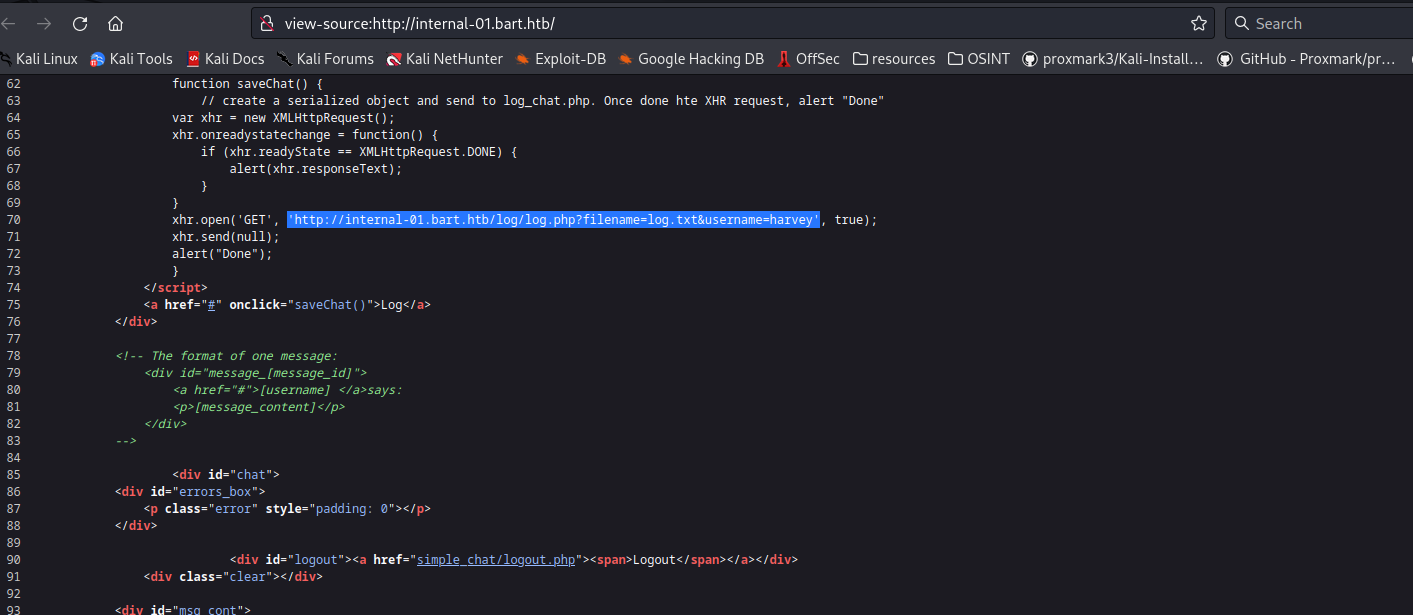 view-source:http://internal-01.bart.htb/
Search
Kali Linux Kali Tools Kali Docs Kali Forums Kali NetHunter Exploit-DB Google Hacking DB OffSec resources OSINT proxmark3/Kali-Install… GitHub - Proxmark/pr…
62 function saveChat() {
63 // create a serialized object and send to log_chat.php. Once done hte XHR request, alert "Done"
64 var xhr = new XMLHttpRequest();
65 xhr.onreadystatechange = function() {
66 if (xhr.readyState == XMLHttpRequest.DONE) {
67 alert(xhr.responseText);
68 }
69 }
70 xhr.open('GET', 'http://internal-01.bart.htb/log/log.php?filename=log.txt&username=harvey', true);
71 xhr.send(null);
72 alert("Done");
73 }
74 </script>
75 <a href="#" onclick="saveChat()">Log</a>
76 </div>
77
78 <!-- The format of one message:
79 <div id="message_[message_id]">
80 <a href="#">[username] </a>says:
81 <p>[message_content]</p>
82 </div>
83 -->
84
85 <div id="chat">
86 <div id="errors_box">
87 <p class="error" style="padding: 0"></p>
88 </div>
89
90 <div id="logout"><a href="simple_chat/logout.php"><span>Logout</span></a></div>
91 <div class="clear"></div>
92
93 <div id="msg_cont">